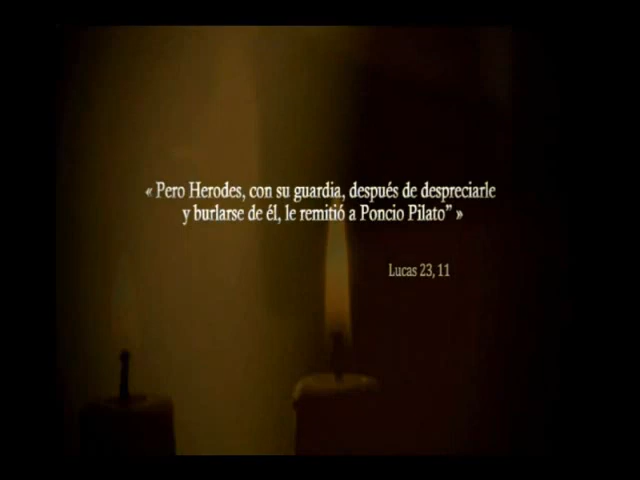 « Pero Herodes, con su guardia, después de despreciarle
y burlarse de él, le remitió a Poncio Pilato” »
Lucas 23, 11